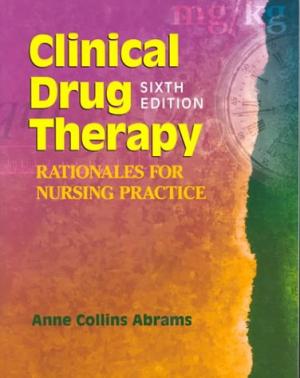 mg/kg
Clinical
Drug SIXTH
EDITION
Therapy
RATIONALES FOR
NURSING PRACTICE
Anne Collins Abrams